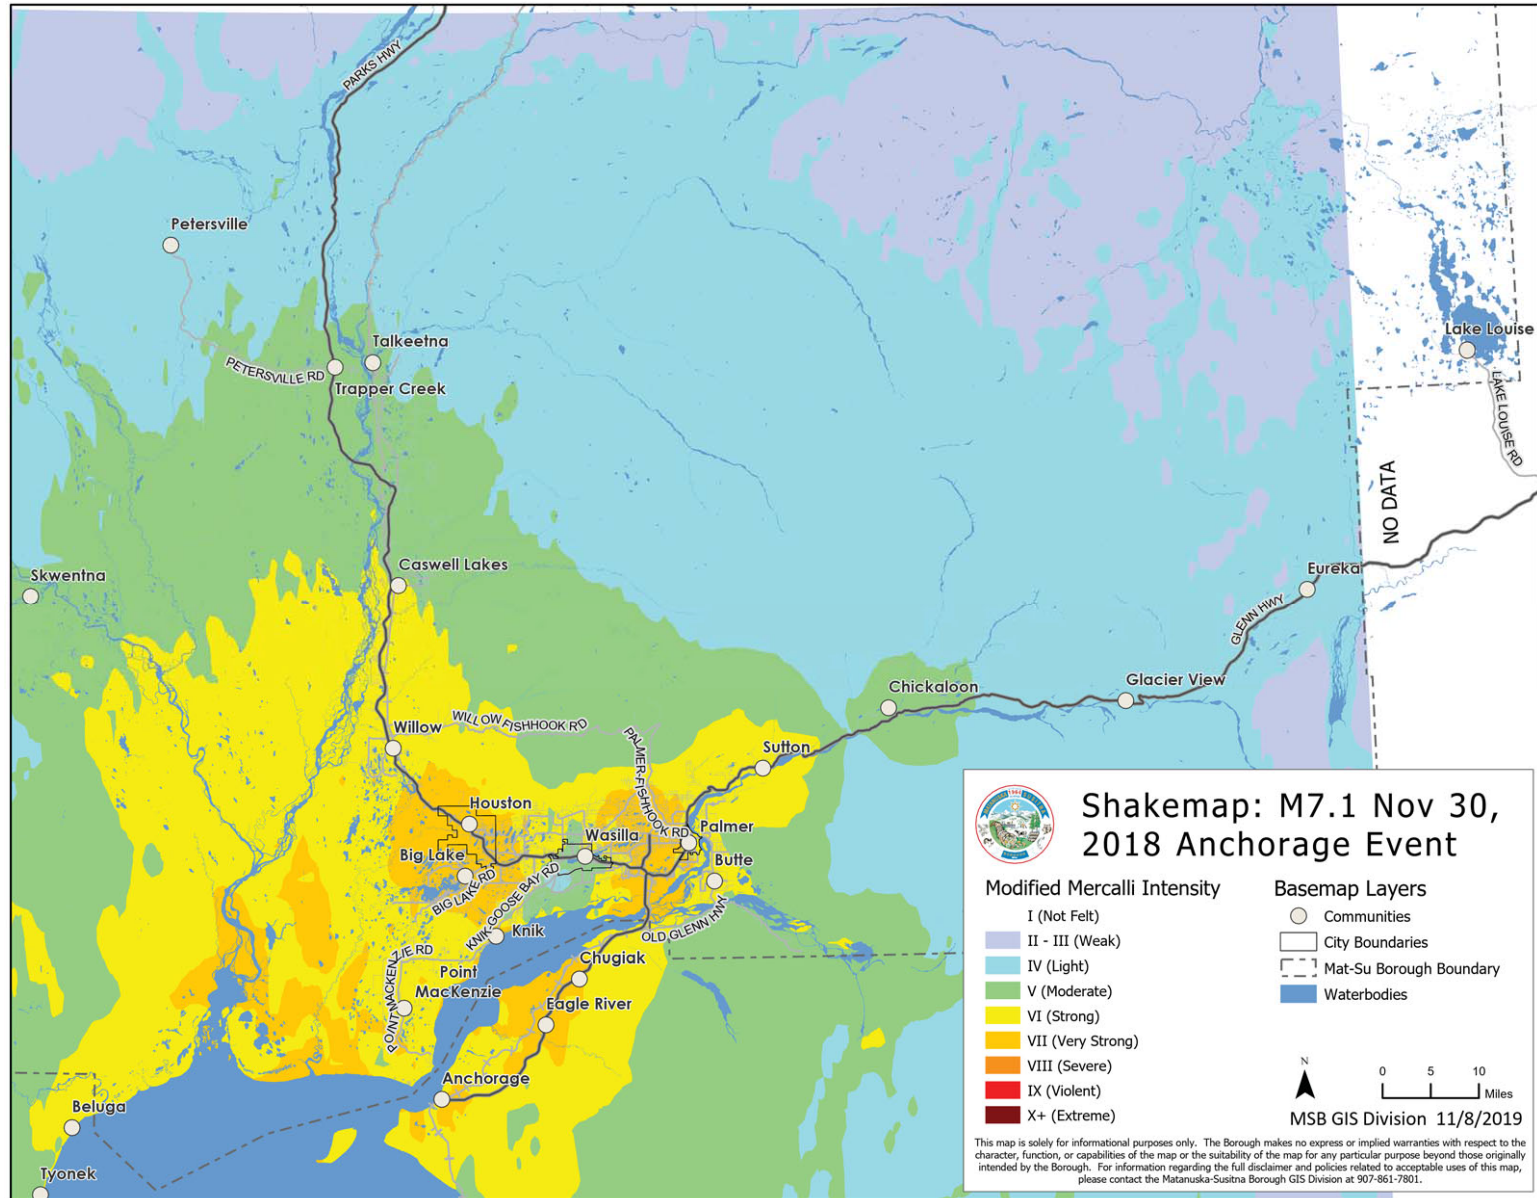 PARKS HWY
Petersville
Talkeetna
PETERSVILLE RD
Trapper Creek
Lake Louise
LAKE LOUISE RD
NO DATA
Skwentna
Caswell Lakes
Eureka
GLENN HWY
Chickaloon
Glacier View
Willow
WILLOW FISHHOOK RD
PALMER-FISHHOOK RD
Sutton
Houston
Wasilla
Palmer
Big Lake
BIG LAKE RD
KNIK-GOOSE BAY RD
Butte
OLD GLENN HWY
Knik
Chugiak
Point
MacKenzie
POINT MACKENZIE RD
Eagle River
Anchorage
Beluga
Tyonek
Shakemap: M7.1 Nov 30,
2018 Anchorage Event
Modified Mercalli Intensity
I (Not Felt)
II - III (Weak)
IV (Light)
V (Moderate)
VI (Strong)
VII (Very Strong)
VIII (Severe)
IX (Violent)
X+ (Extreme)
Basemap Layers
Communities
City Boundaries
Mat-Su Borough Boundary
Waterbodies
N
0 5 10
Miles
MSB GIS Division 11/8/2019
This map is solely for informational purposes only. The Borough makes no express or implied warranties with respect to the
character, function, or capabilities of the map or the suitability of the map for any particular purpose beyond those originally
intended by the Borough. For information regarding the full disclaimer and policies related to acceptable uses of this map,
please contact the Matanuska-Susitna Borough GIS Division at 907-861-7801.